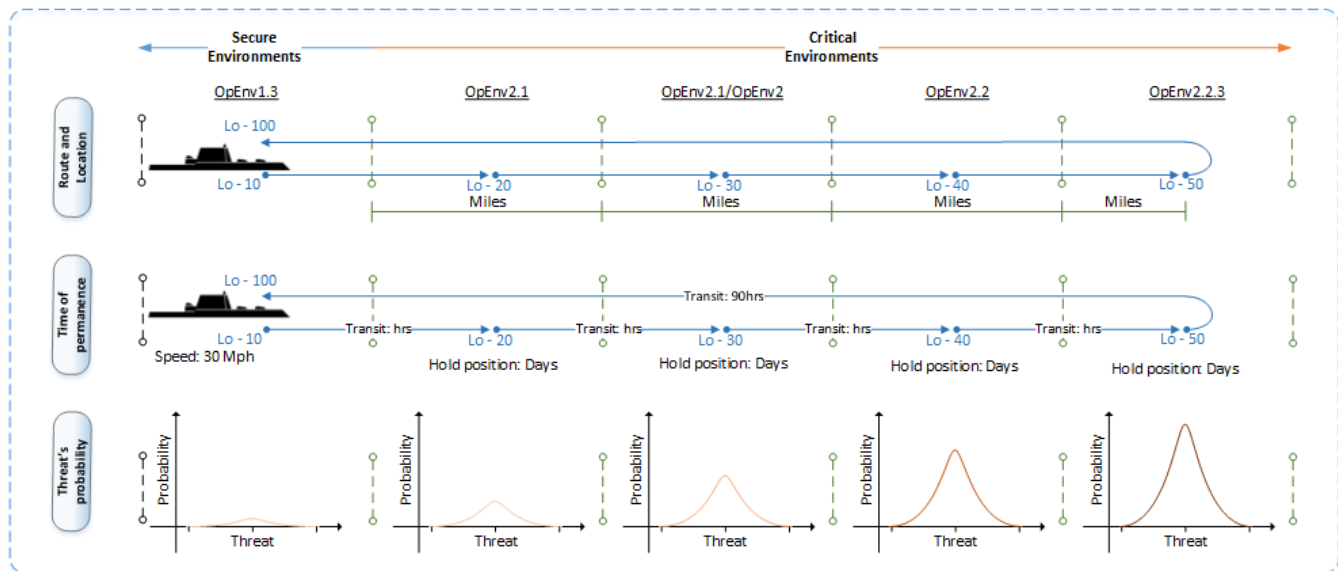 Secure
Environments
Critical
Environments
OpEnv1.3
OpEnv2.1
OpEnv2.1/OpEnv2
OpEnv2.2
OpEnv2.2.3
Route and
Location
Lo - 100
Lo - 10
Lo - 20
Lo - 30
Lo - 40
Lo - 50
Miles
Miles
Miles
Miles
Time of
permanence
Lo - 100
Transit: 90hrs
Lo - 10
Transit: hrs
Lo - 20
Transit: hrs
Lo - 30
Transit: hrs
Lo - 40
Transit: hrs
Lo - 50
Speed: 30 Mph
Hold position: Days
Hold position: Days
Hold position: Days
Hold position: Days
Threat's
probability
Probability
Threat
Probability
Threat
Probability
Threat
Probability
Threat
Probability
Threat